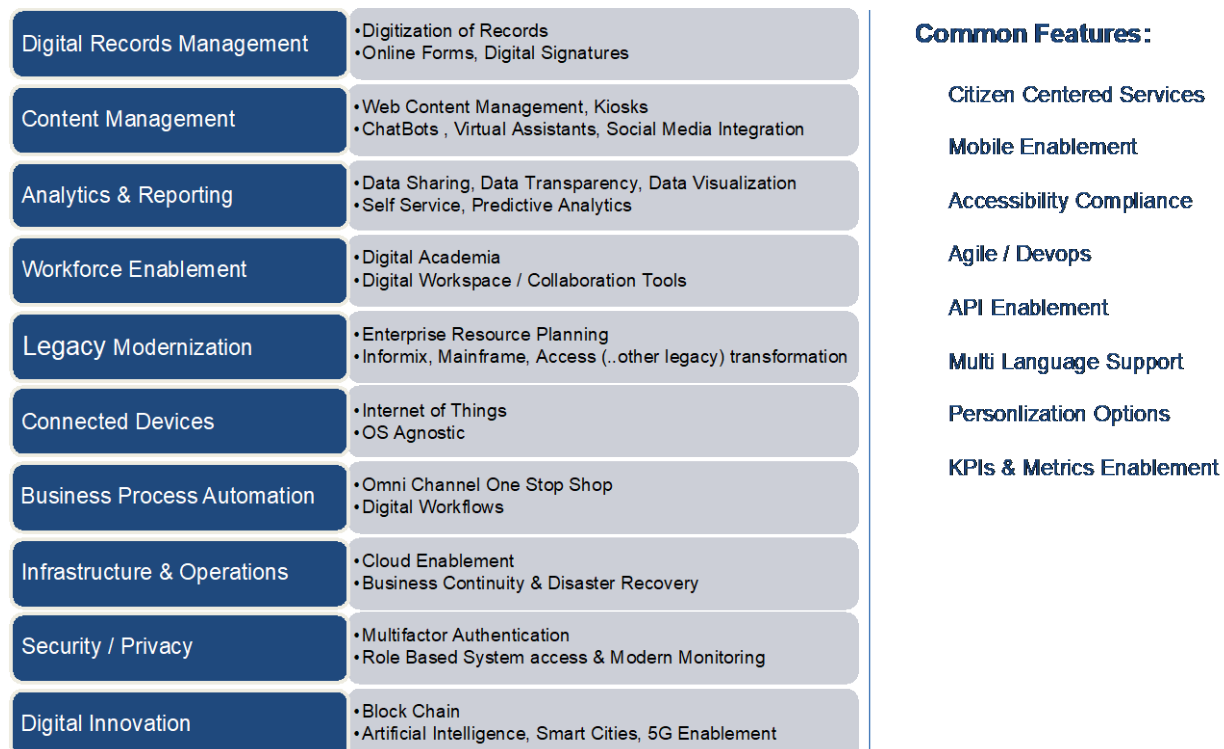 Digital Records Management
•Digitization of Records
•Online Forms, Digital Signatures
Content Management
•Web Content Management, Kiosks
•ChatBots , Virtual Assistants, Social Media Integration
Analytics & Reporting
•Data Sharing, Data Transparency, Data Visualization
•Self Service, Predictive Analytics
Workforce Enablement
•Digital Academia
•Digital Workspace / Collaboration Tools
Legacy Modernization
•Enterprise Resource Planning
•Informix, Mainframe, Access (..other legacy) transformation
Connected Devices
•Internet of Things
•OS Agnostic
Business Process Automation
•Omni Channel One Stop Shop
•Digital Workflows
Infrastructure & Operations
•Cloud Enablement
•Business Continuity & Disaster Recovery
Security / Privacy
•Multifactor Authentication
•Role Based System access & Modern Monitoring
Digital Innovation
•Block Chain
•Artificial Intelligence, Smart Cities, 5G Enablement
Common Features:
Citizen Centered Services
Mobile Enablement
Accessibility Compliance
Agile / Devops
API Enablement
Multi Language Support
Personlization Options
KPIs & Metrics Enablement